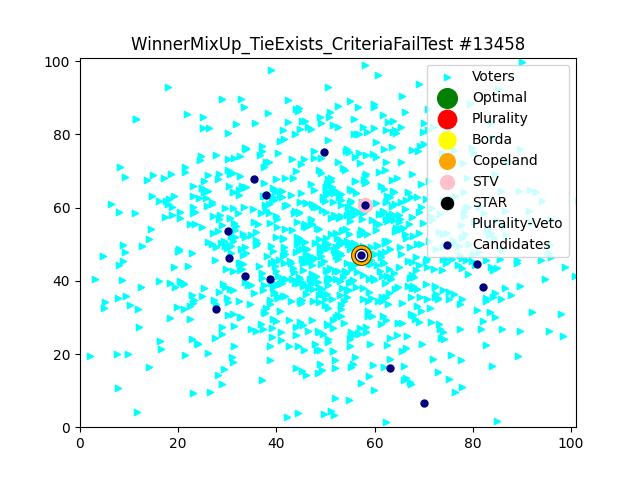 WinnerMixUp_TieExists_CriteriaFailTest #13458
100
80
60
40
20
0
0 20 40 60 80 100
Voters
Optimal
Plurality
Borda
Copeland
STV
STAR
Plurality-Veto
Candidates